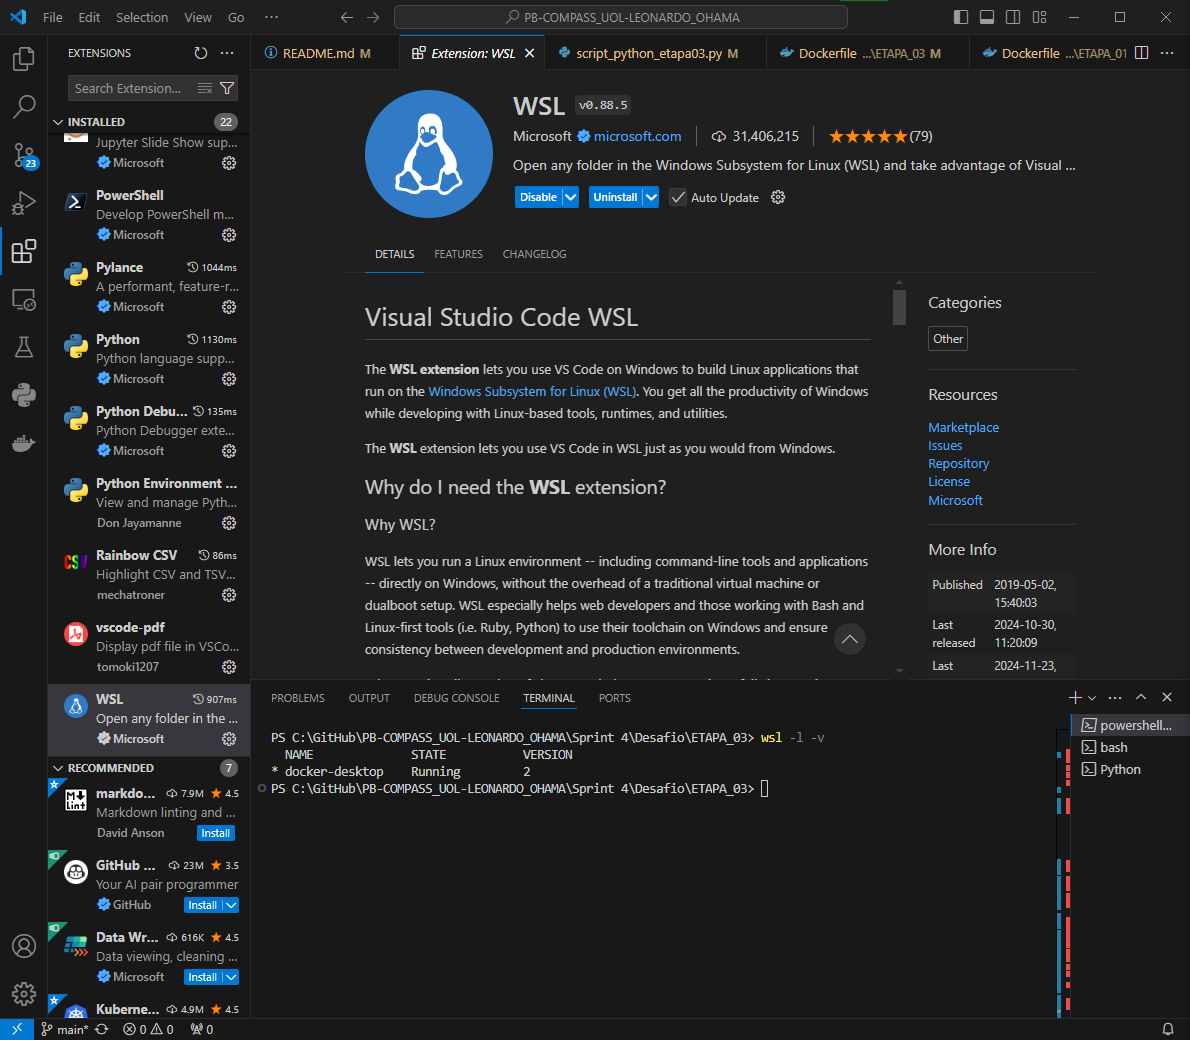 File Edit Selection View Go ··· PB-COMPASS_UOL-LEONARDO_OHAMA
EXTENSIONS
Search Extension...
INSTALLED 22
Jupyter Slide Show sup...
Microsoft
PowerShell
Develop PowerShell m...
Microsoft
Pylance 1044ms
A performant, feature-r...
Microsoft
Python 1130ms
Python language supp...
Microsoft
Python Debu... 135ms
Python Debugger exte...
Microsoft
Python Environment ...
View and manage Pyth...
Don Jayamanne
Rainbow CSV 86ms
Highlight CSV and TSV...
mechatroner
vscode-pdf
Display pdf file in VSCo...
tomoki1207
WSL 907ms
Open any folder in the ...
Microsoft
RECOMMENDED 7
markdo... 7.9M 4.5
Markdown linting and ...
David Anson Install
GitHub ... 23M 3.5
Your AI pair programmer
GitHub Install
Data Wr... 616K 4.5
Data viewing, cleaning ...
Microsoft Install
Kuberne... 4.9M 4.5
23
CSV
lint
README.md M Extension: WSL script_python_etapa03.py M Dockerfile ...\ETAPA_03 M Dockerfile ...\ETAPA_01
WSL v0.88.5
Microsoft microsoft.com 31,406,215 (79)
Open any folder in the Windows Subsystem for Linux (WSL) and take advantage of Visual ...
Disable Uninstall Auto Update
DETAILS FEATURES CHANGELOG
Visual Studio Code WSL
The WSL extension lets you use VS Code on Windows to build Linux applications that
run on the Windows Subsystem for Linux (WSL). You get all the productivity of Windows
while developing with Linux-based tools, runtimes, and utilities.
The WSL extension lets you use VS Code in WSL just as you would from Windows.
Why do I need the WSL extension?
Why WSL?
WSL lets you run a Linux environment -- including command-line tools and applications
-- directly on Windows, without the overhead of a traditional virtual machine or
dualboot setup. WSL especially helps web developers and those working with Bash and
Linux-first tools (i.e. Ruby, Python) to use their toolchain on Windows and ensure
consistency between development and production environments.
Categories
Other
Resources
Marketplace
Issues
Repository
License
Microsoft
More Info
Published 2019-05-02,
15:40:03
Last 2024-10-30,
released 11:20:09
Last 2024-11-23,
PROBLEMS OUTPUT DEBUG CONSOLE TERMINAL PORTS
PS C:\GitHub\PB-COMPASS_UOL-LEONARDO_OHAMA\Sprint 4\Desafio\ETAPA_03> wsl -l -v
NAME STATE VERSION
* docker-desktop Running 2
PS C:\GitHub\PB-COMPASS_UOL-LEONARDO_OHAMA\Sprint 4\Desafio\ETAPA_03>
powershell...
bash
Python
main* 0 0 0